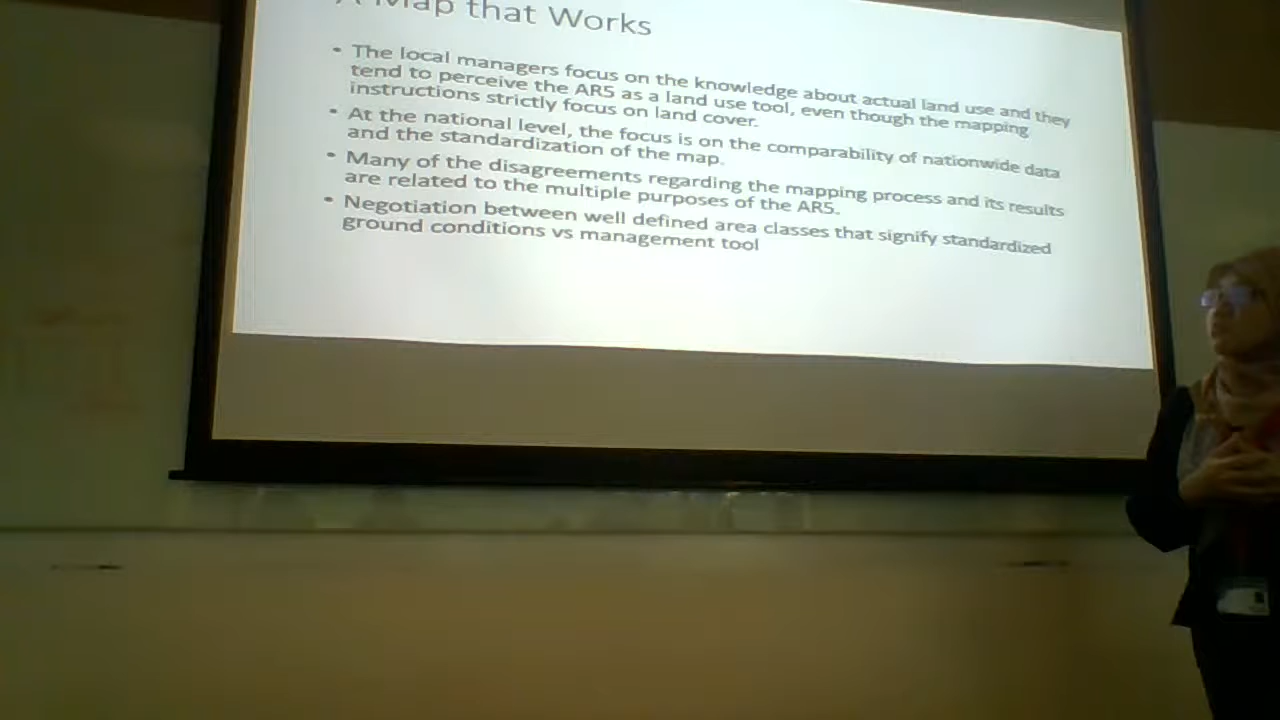 A Map that Works
• The local managers focus on the knowledge about actual land use and they
tend to perceive the AR5 as a land use tool, even though the mapping
instructions strictly focus on land cover.
• At the national level, the focus is on the comparability of nationwide data
and the standardization of the map.
• Many of the disagreements regarding the mapping process and its results
are related to the multiple purposes of the AR5.
• Negotiation between well defined area classes that signify standardized
ground conditions vs management tool